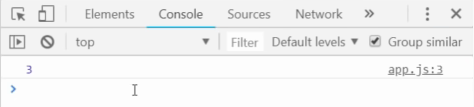 Elements Console Sources Network »
top Filter Default levels ▼ Group similar
3 app.js:3
>